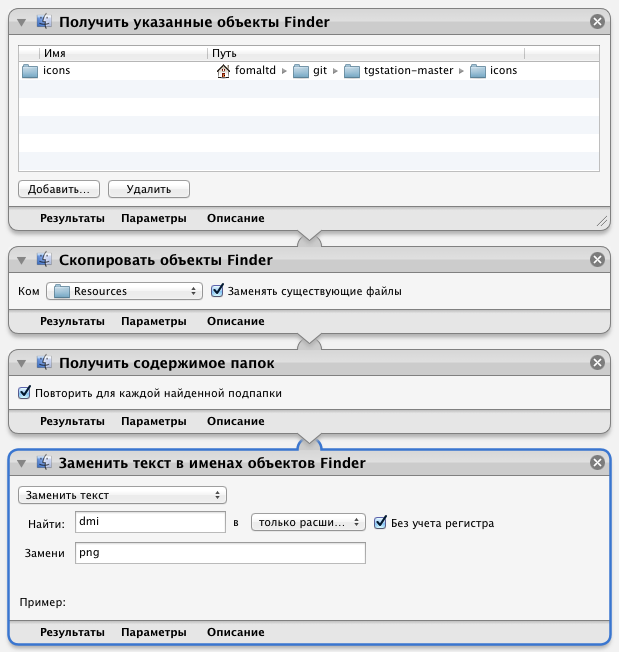 Получить указанные объекты Finder
Имя Путь
icons fomaltd git tgstation-master icons
Добавить... Удалить
Результаты Параметры Описание
Скопировать объекты Finder
Ком Resources Заменять существующие файлы
Результаты Параметры Описание
Получить содержимое папок
Повторить для каждой найденной подпапки
Результаты Параметры Описание
Заменить текст в именах объектов Finder
Заменить текст
Найти: dmi в только расши... Без учета регистра
Замени png
Пример:
Результаты Параметры Описание